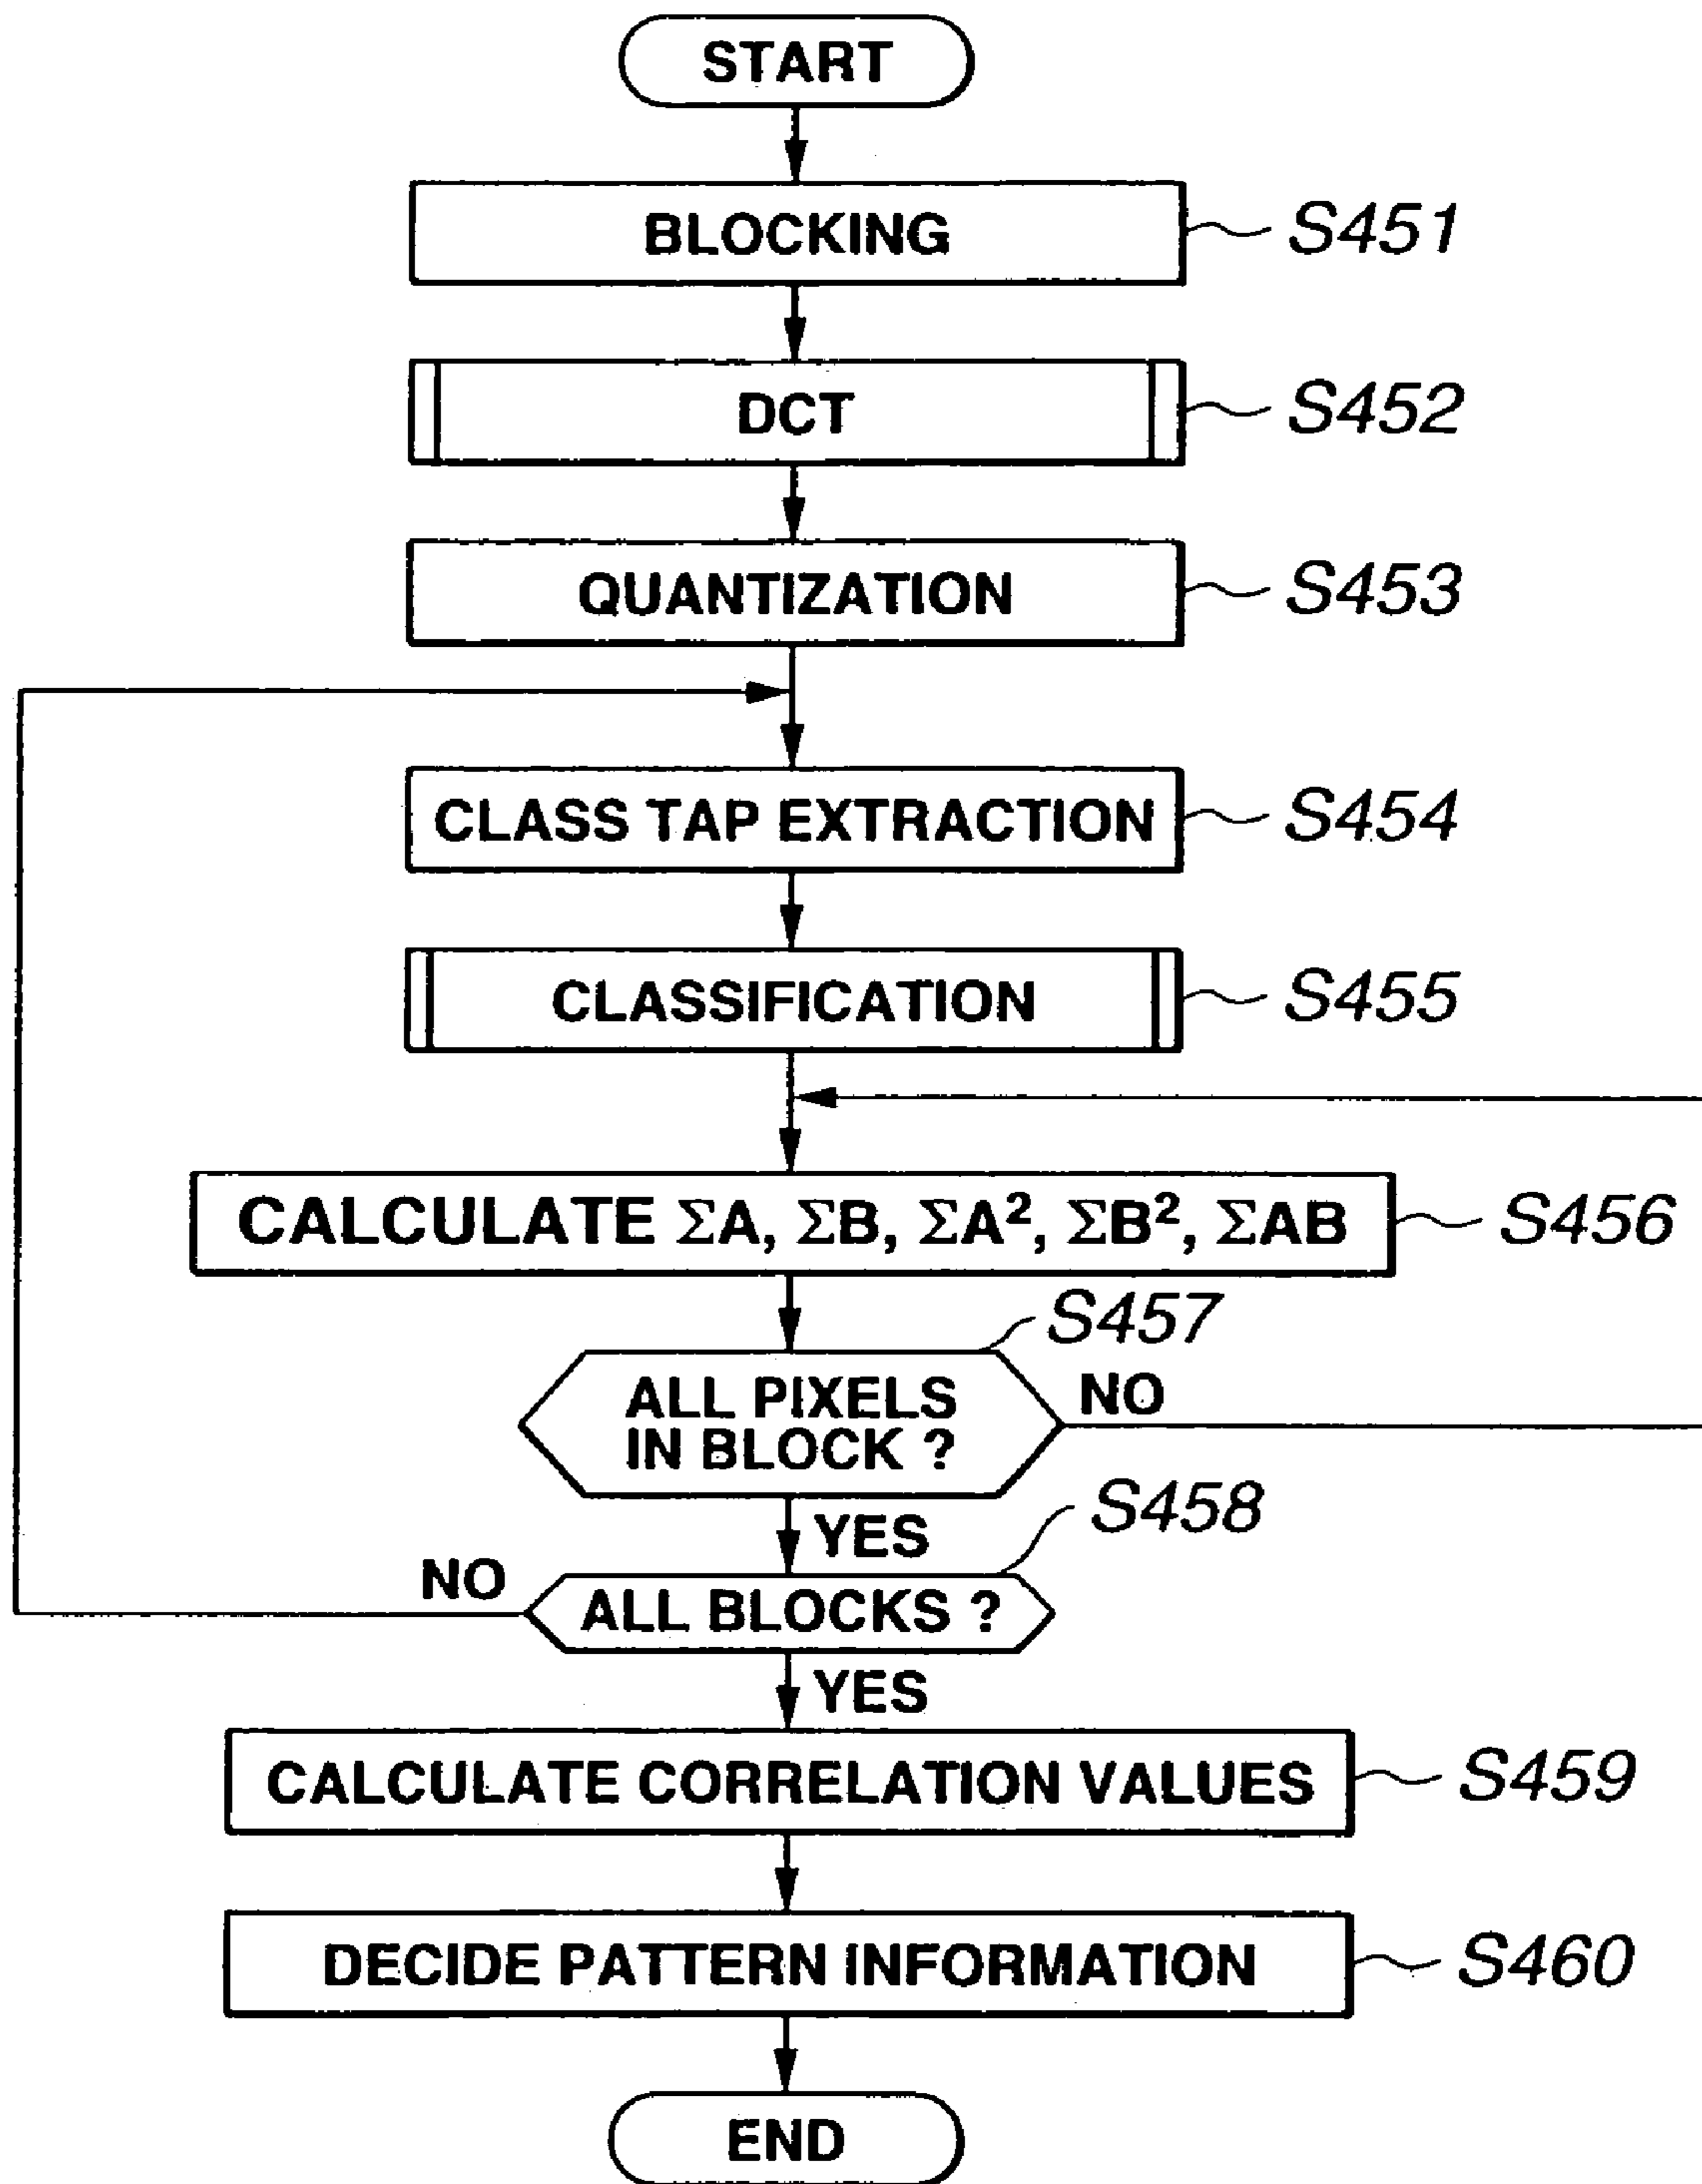 START
BLOCKING
S451
DCT
S452
QUANTIZATION
S453
CLASS TAP EXTRACTION
S454
CLASSIFICATION
S455
CALCULATE ΣA, ΣB, ΣA², ΣB², ΣAB
S456
S457
ALL PIXELS
IN BLOCK ?
NO
YES
S458
NO
ALL BLOCKS ?
YES
CALCULATE CORRELATION VALUES
S459
DECIDE PATTERN INFORMATION
S460
END